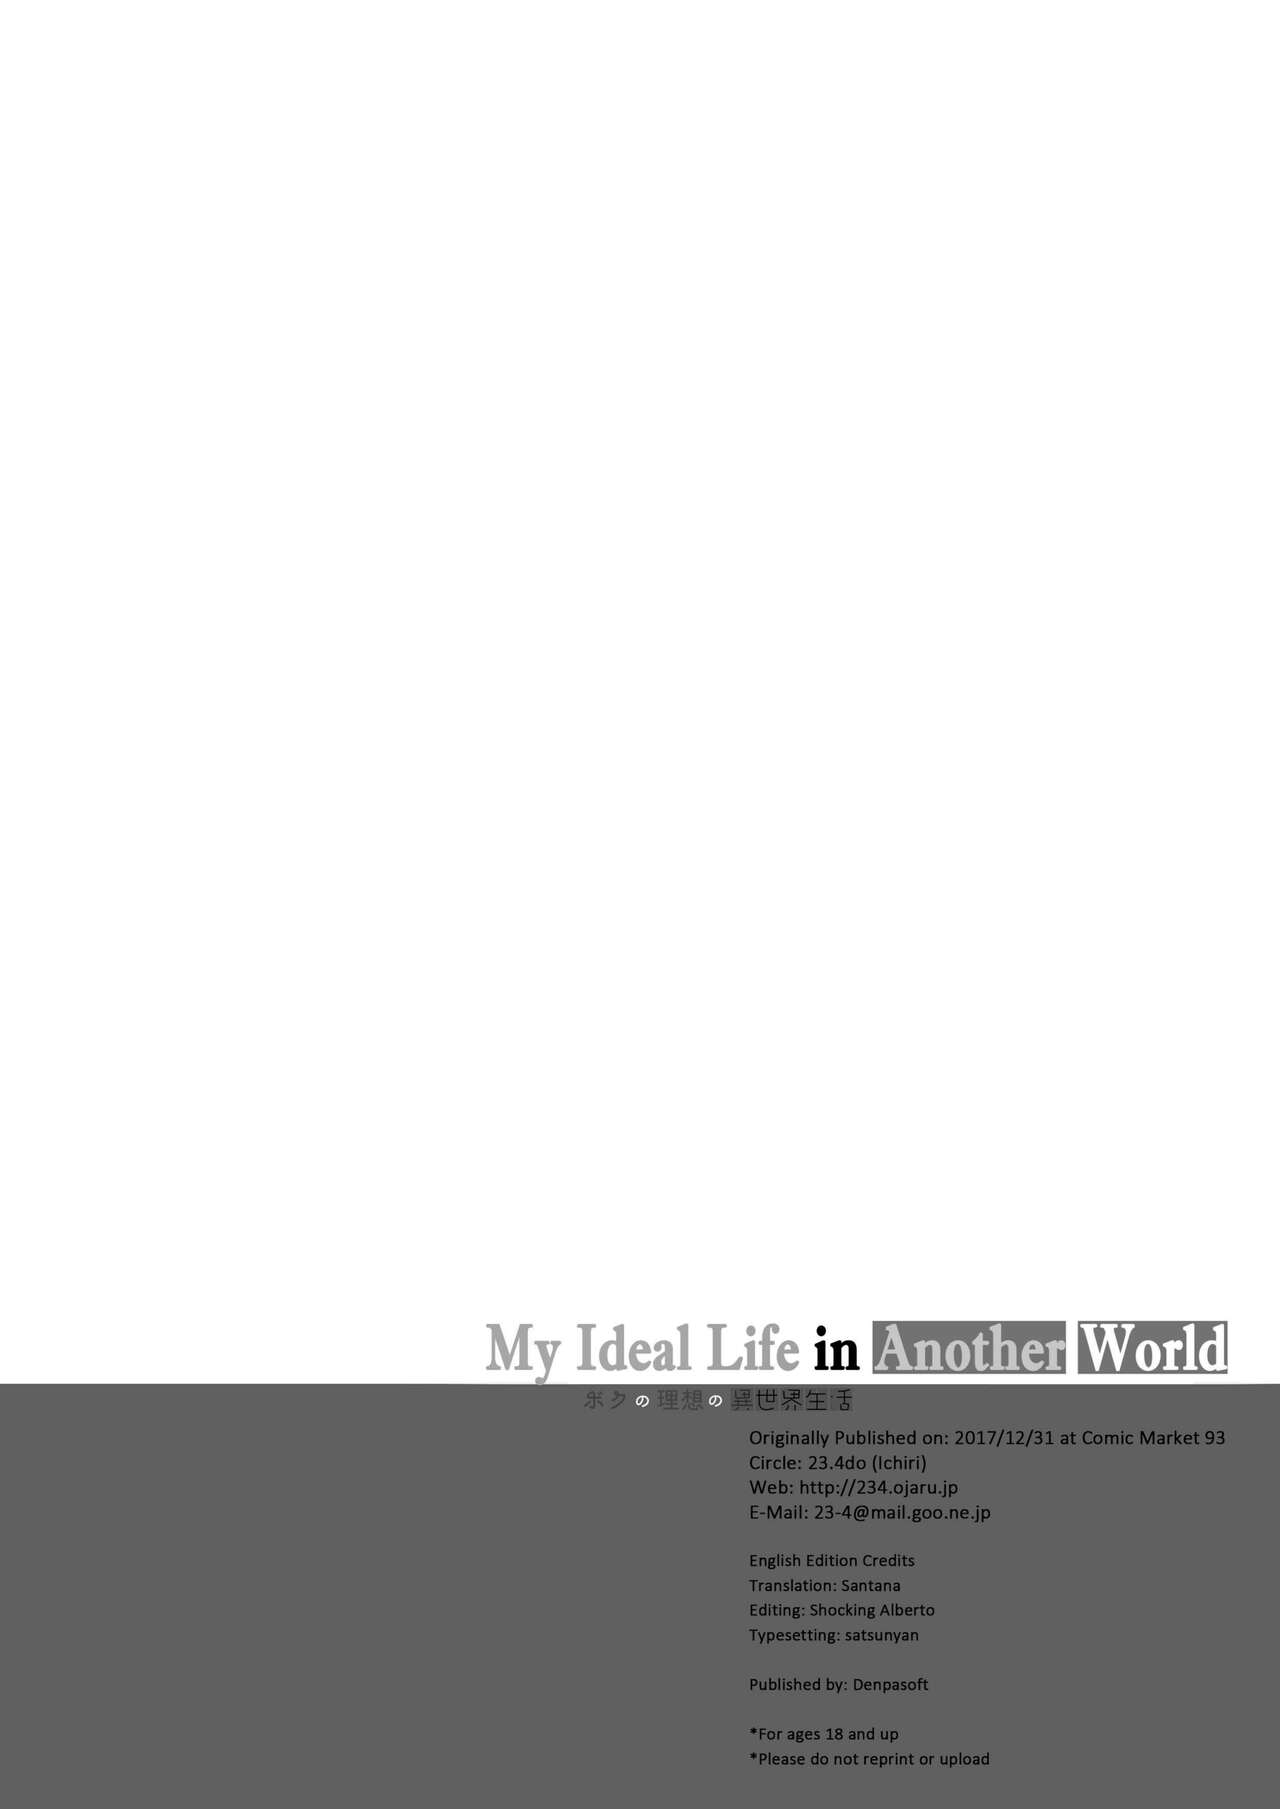 My Ideal Life in Another World
ボクの理想の異世界生活
Originally Published on: 2017/12/31 at Comic Market 93
Circle: 23.4do (Ichiri)
Web: http://234.ojaru.jp
E-Mail: 23-4@mail.goo.ne.jp
English Edition Credits
Translation: Santana
Editing: Shocking Alberto
Typesetting: satsunyan
Published by: Denpasoft
*For ages 18 and up
*Please do not reprint or upload